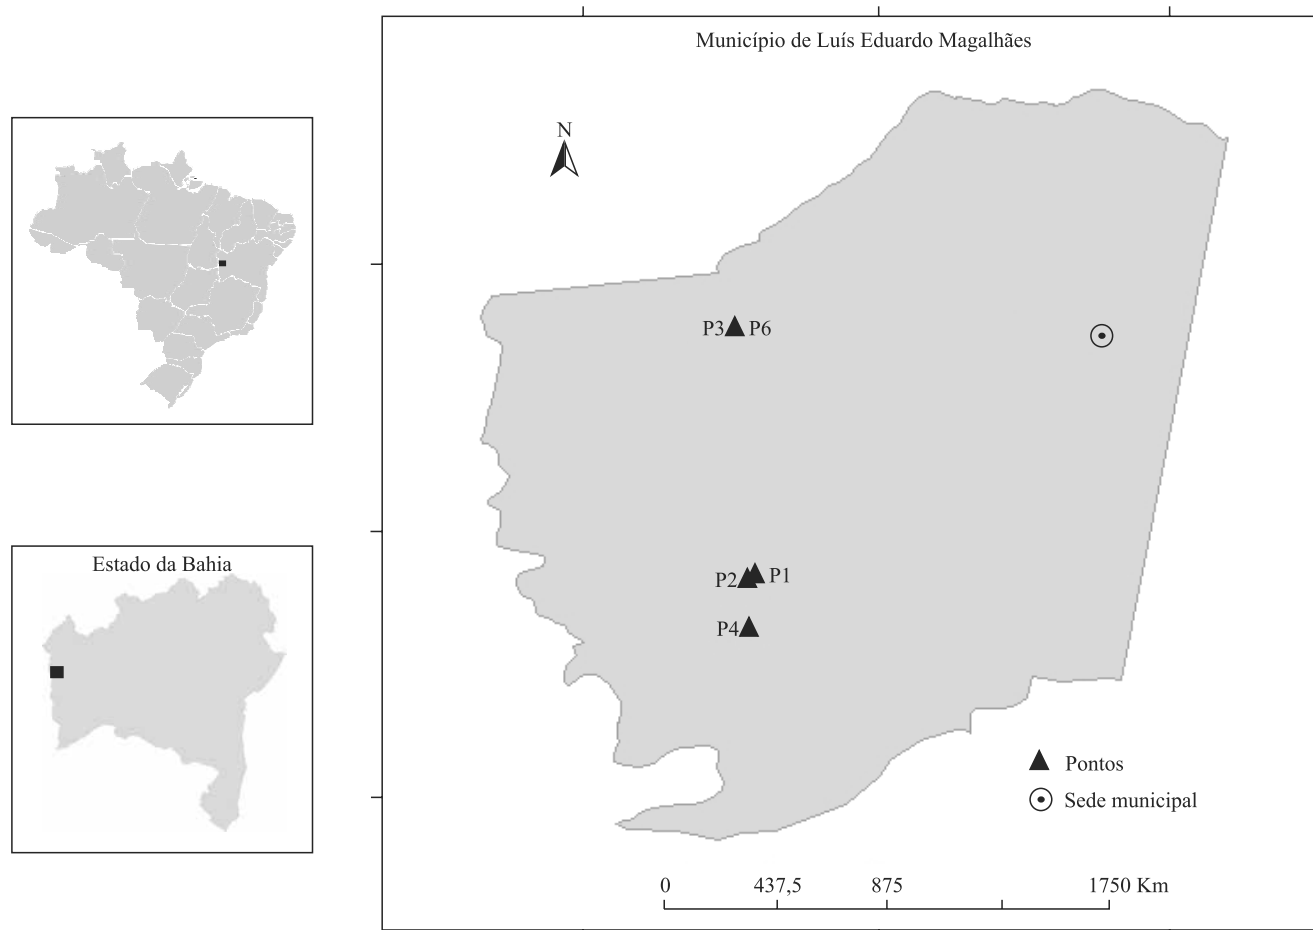 Município de Luís Eduardo Magalhães
N
P3 P6
Estado da Bahia
P2 P1
P4
Pontos
Sede municipal
0 437,5 875 1750 Km